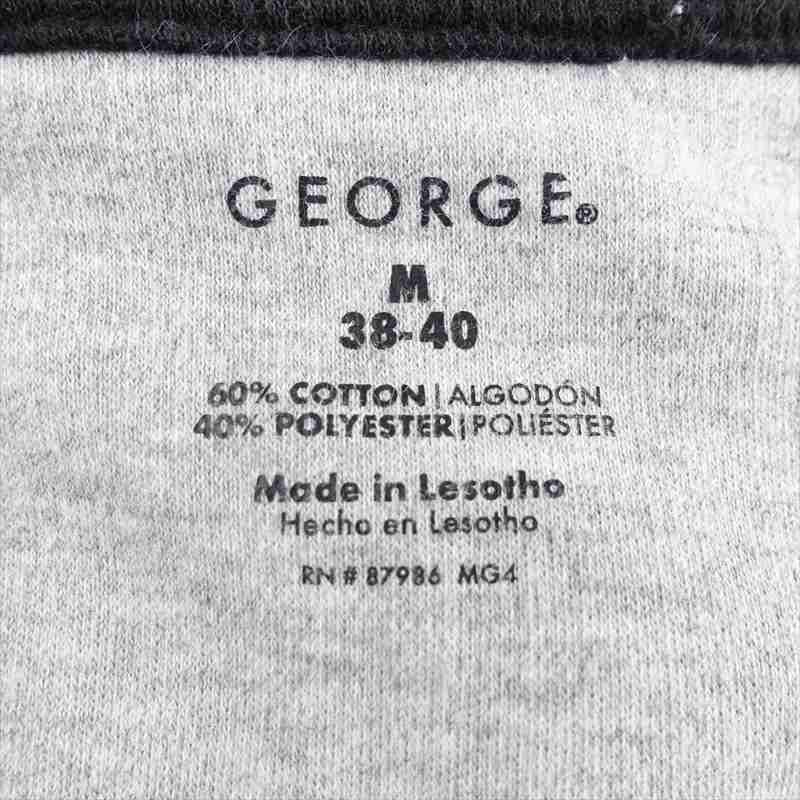 GEORGE®
M
38-40
60% COTTON | ALGODÓN
40% POLYESTER | POLIÉSTER
Made in Lesotho
Hecho en Lesotho
RN # 87986 MG4